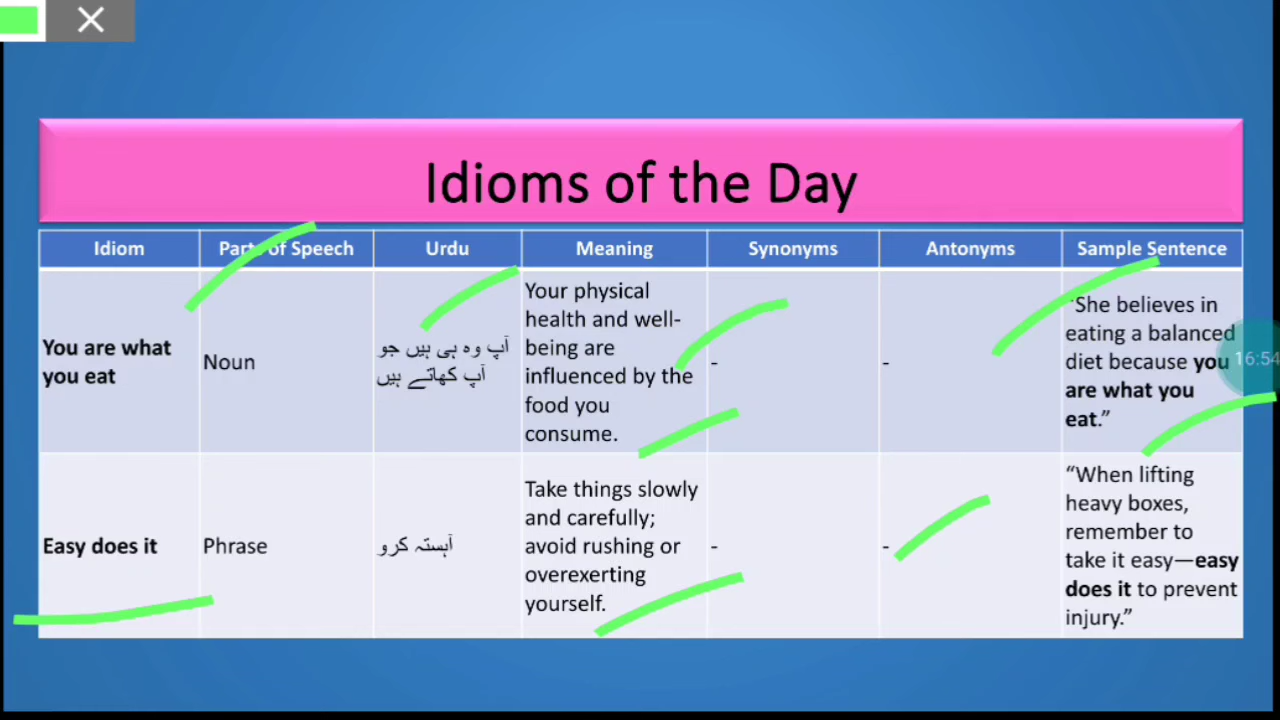 Idioms of the Day
Idiom
Parts of Speech
Urdu
Meaning
Synonyms
Antonyms
Sample Sentence
You are what
you eat
Noun
آپ وہ ہی ہیں جو
آپ کھاتے ہیں
Your physical
health and well-
being are
influenced by the
food you
consume.
-
-
“She believes in
eating a balanced
diet because you
are what you
eat.”
16:54
Easy does it
Phrase
آہستہ کرو
Take things slowly
and carefully;
avoid rushing or
overexerting
yourself.
-
-
“When lifting
heavy boxes,
remember to
take it easy—easy
does it to prevent
injury.”